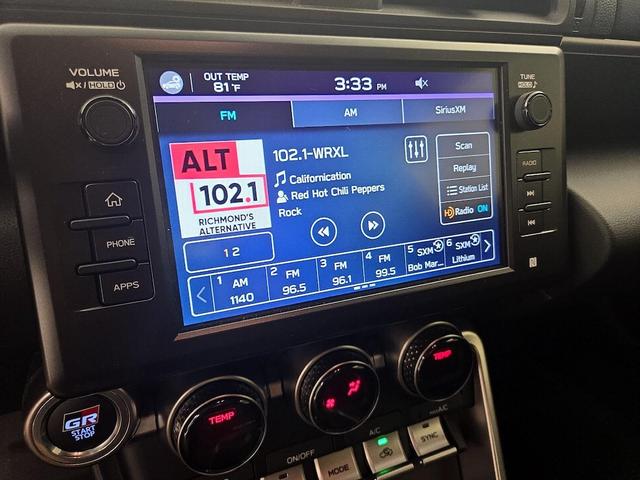 VOLUME
HOLD
OUT TEMP
81°F
3:33 PM
TUNE
HOLD
FM
AM
SiriusXM
ALT
102.1
RICHMOND'S
ALTERNATIVE
102.1-WRXL
Californication
Red Hot Chili Peppers
Rock
Scan
Replay
Station List
HD Radio ON
1 2
1 AM
1140
2 FM
96.5
3 FM
96.1
4 FM
99.5
5 SXM
Bob Mar...
6 SXM
Lithium
PHONE
APPS
RADIO
GR
START
STOP
TEMP
TEMP
ON/OFF
MODE
A/C
SYNC